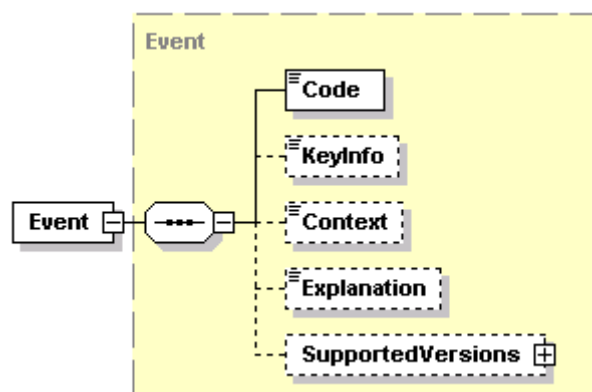 Event
Code
KeyInfo
Context
Event
Explanation
SupportedVersions